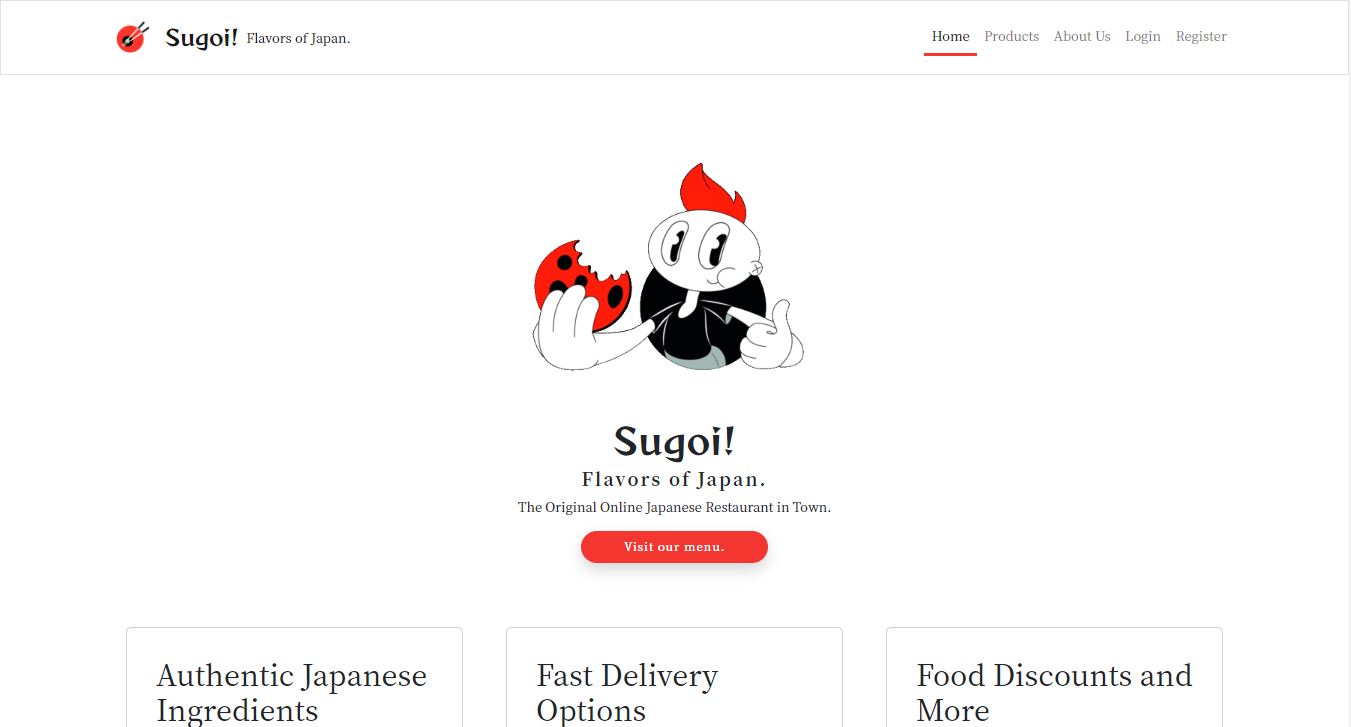 Sugoi! Flavors of Japan.
Home Products About Us Login Register
Sugoi!
Flavors of Japan.
The Original Online Japanese Restaurant in Town.
Visit our menu.
Authentic Japanese
Ingredients
Fast Delivery
Options
Food Discounts and
More